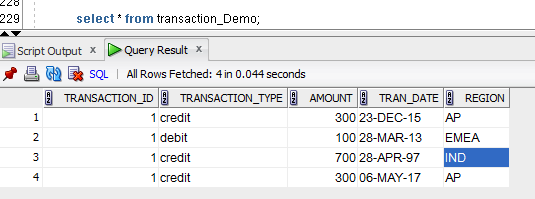 228
229 select * from transaction_Demo;
Script Output x Query Result x
SQL | All Rows Fetched: 4 in 0.044 seconds
TRANSACTION_ID TRANSACTION_TYPE AMOUNT TRAN_DATE REGION
1 1 credit 300 23-DEC-15 AP
2 1 debit 100 28-MAR-13 EMEA
3 1 credit 700 28-APR-97 IND
4 1 credit 300 06-MAY-17 AP